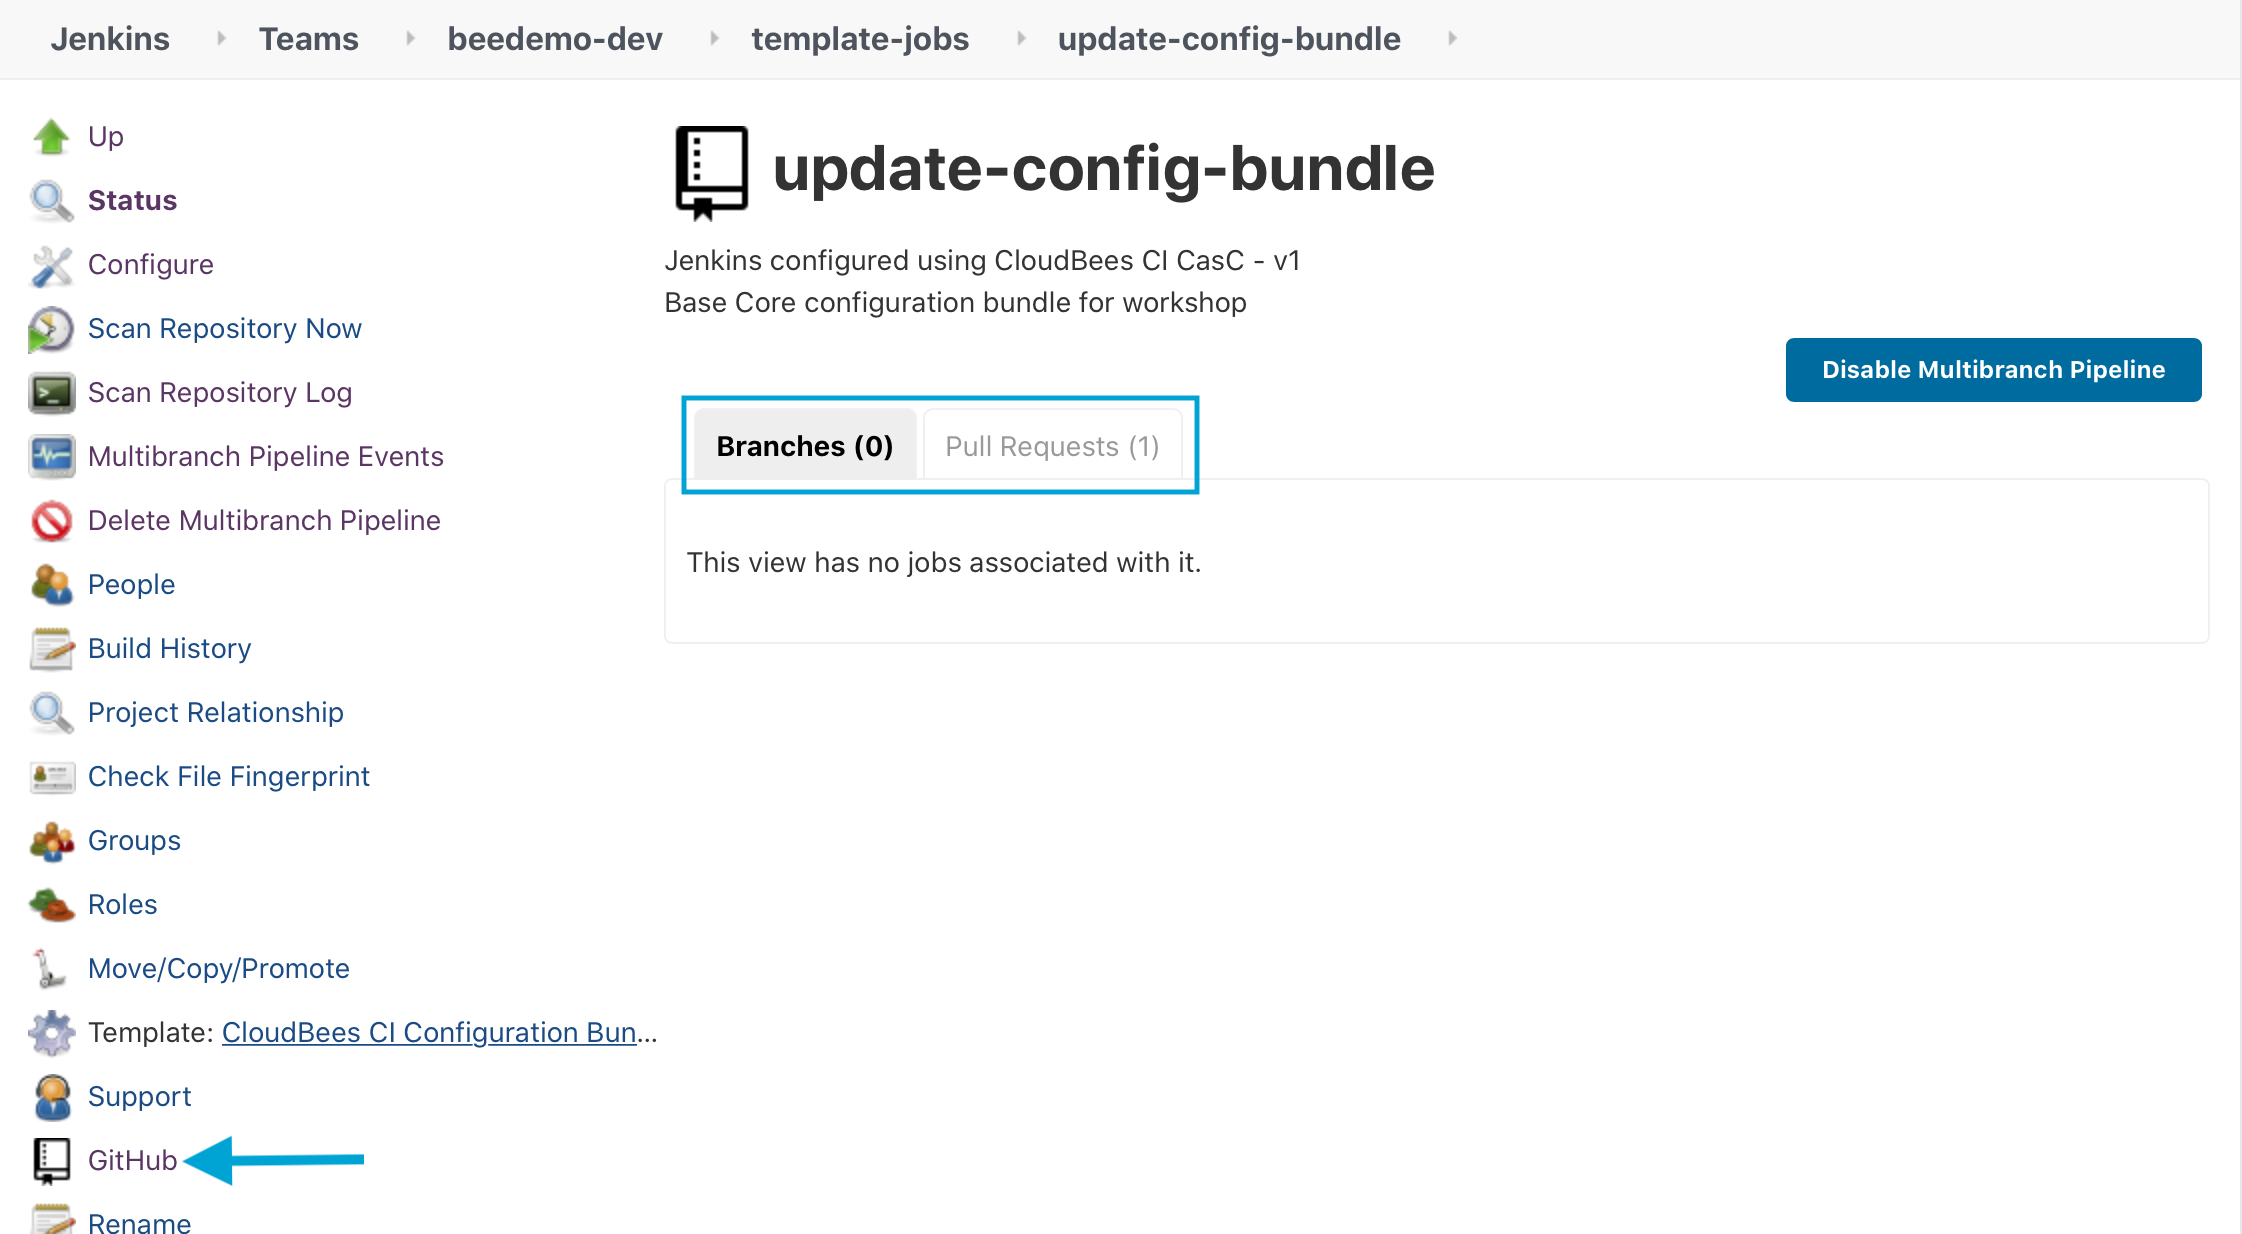 Jenkins Teams beedemo-dev template-jobs update-config-bundle
Up
Status
Configure
Scan Repository Now
Scan Repository Log
Multibranch Pipeline Events
Delete Multibranch Pipeline
People
Build History
Project Relationship
Check File Fingerprint
Groups
Roles
Move/Copy/Promote
Template: CloudBees CI Configuration Bun...
Support
GitHub
Rename
update-config-bundle
Jenkins configured using CloudBees CI CasC - v1
Base Core configuration bundle for workshop
Disable Multibranch Pipeline
Branches (0) Pull Requests (1)
This view has no jobs associated with it.